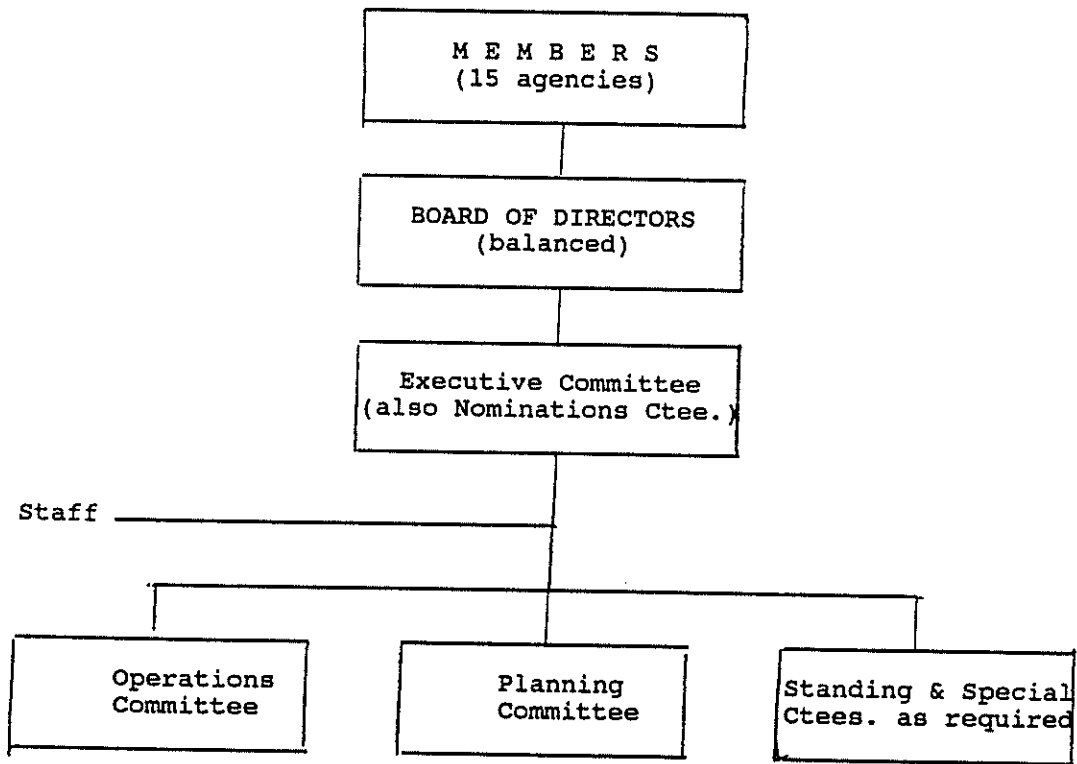 M E M B E R S
(15 agencies)
BOARD OF DIRECTORS
(balanced)
Executive Committee
(also Nominations Ctee.)
Staff
Operations
Committee
Planning
Committee
Standing & Special
Ctees. as required